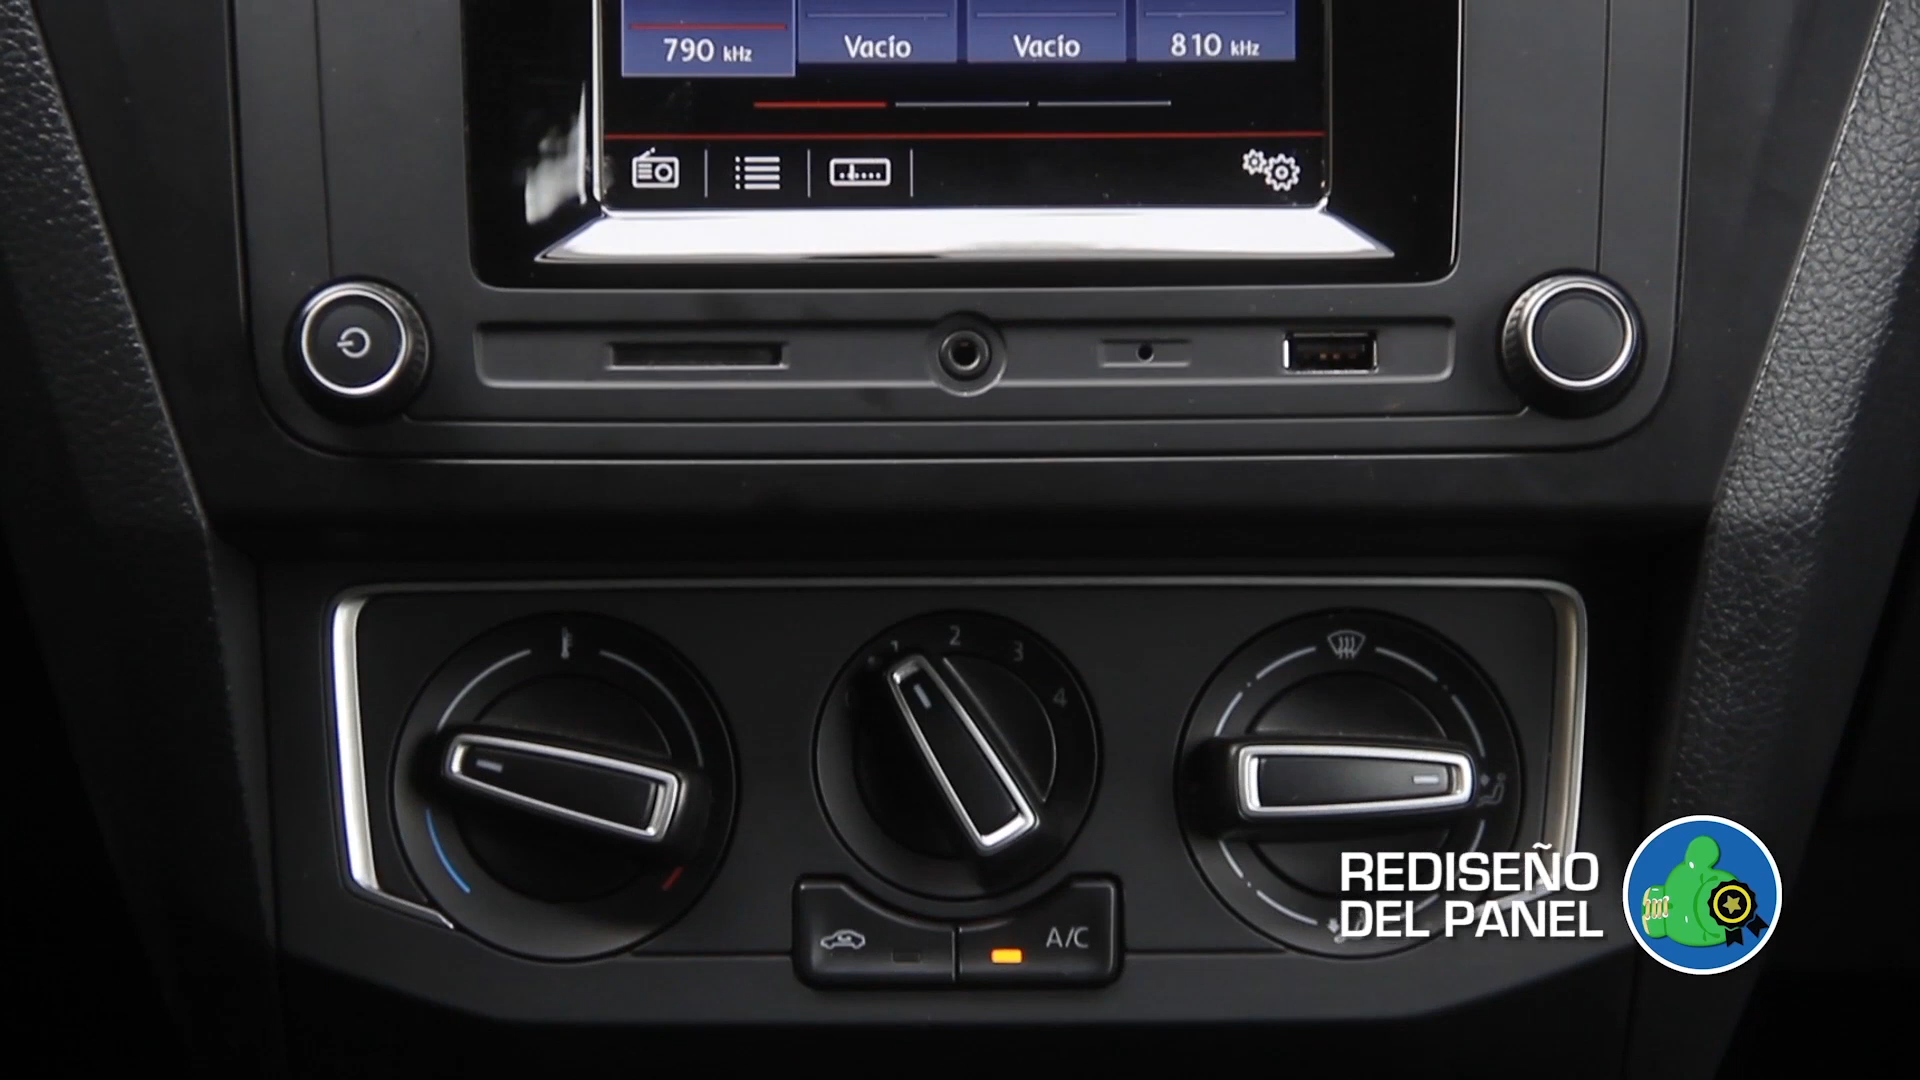 790 kHz
Vacío
Vacío
810 kHz
1
2
3
4
A/C
REDISEÑO
DEL PANEL